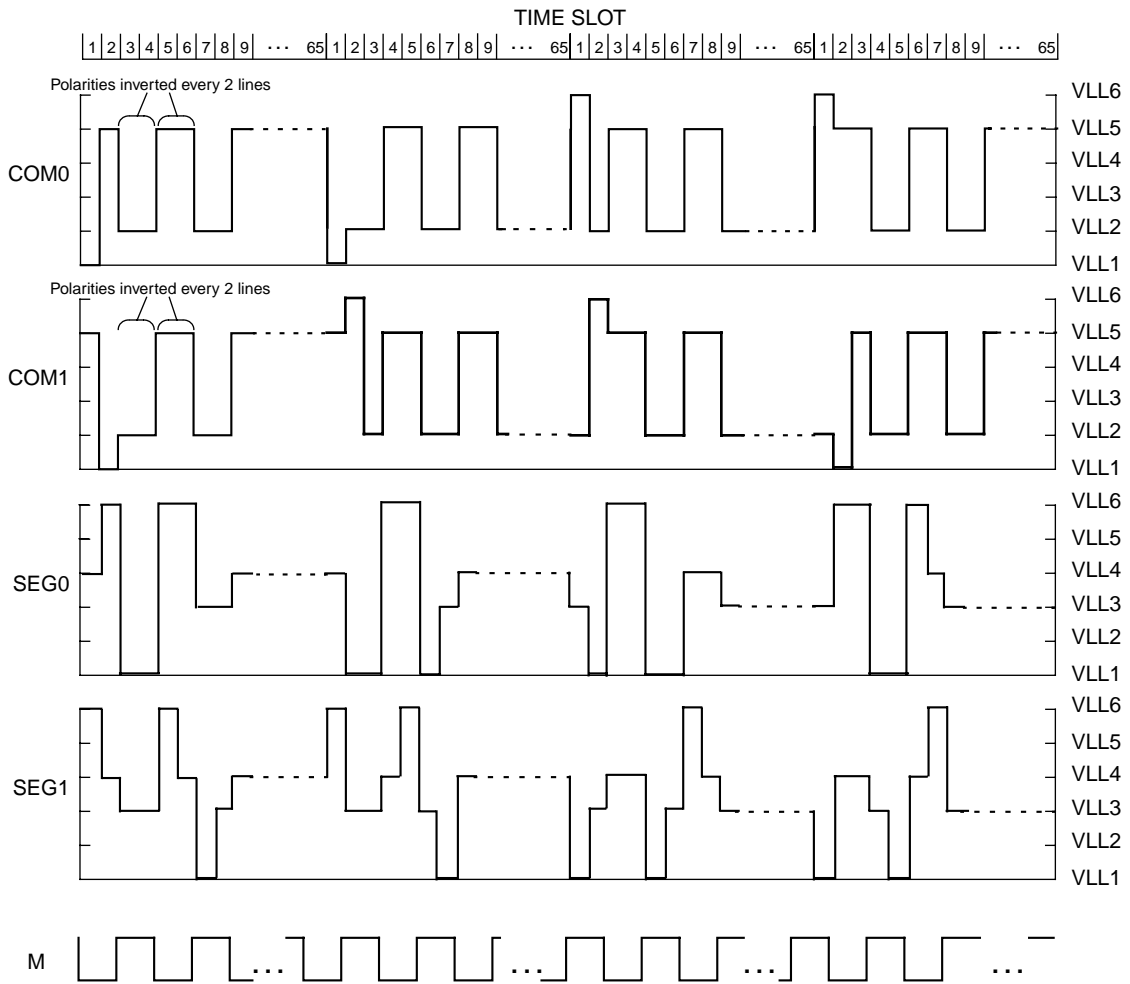 TIME SLOT
1 2 3 4 5 6 7 8 9 ... 65 1 2 3 4 5 6 7 8 9 ... 65 1 2 3 4 5 6 7 8 9 ... 65 1 2 3 4 5 6 7 8 9 ... 65
Polarities inverted every 2 lines
COM0
VLL6
VLL5
VLL4
VLL3
VLL2
VLL1
Polarities inverted every 2 lines
COM1
VLL6
VLL5
VLL4
VLL3
VLL2
VLL1
SEG0
VLL6
VLL5
VLL4
VLL3
VLL2
VLL1
SEG1
VLL6
VLL5
VLL4
VLL3
VLL2
VLL1
M ... ... ... ...